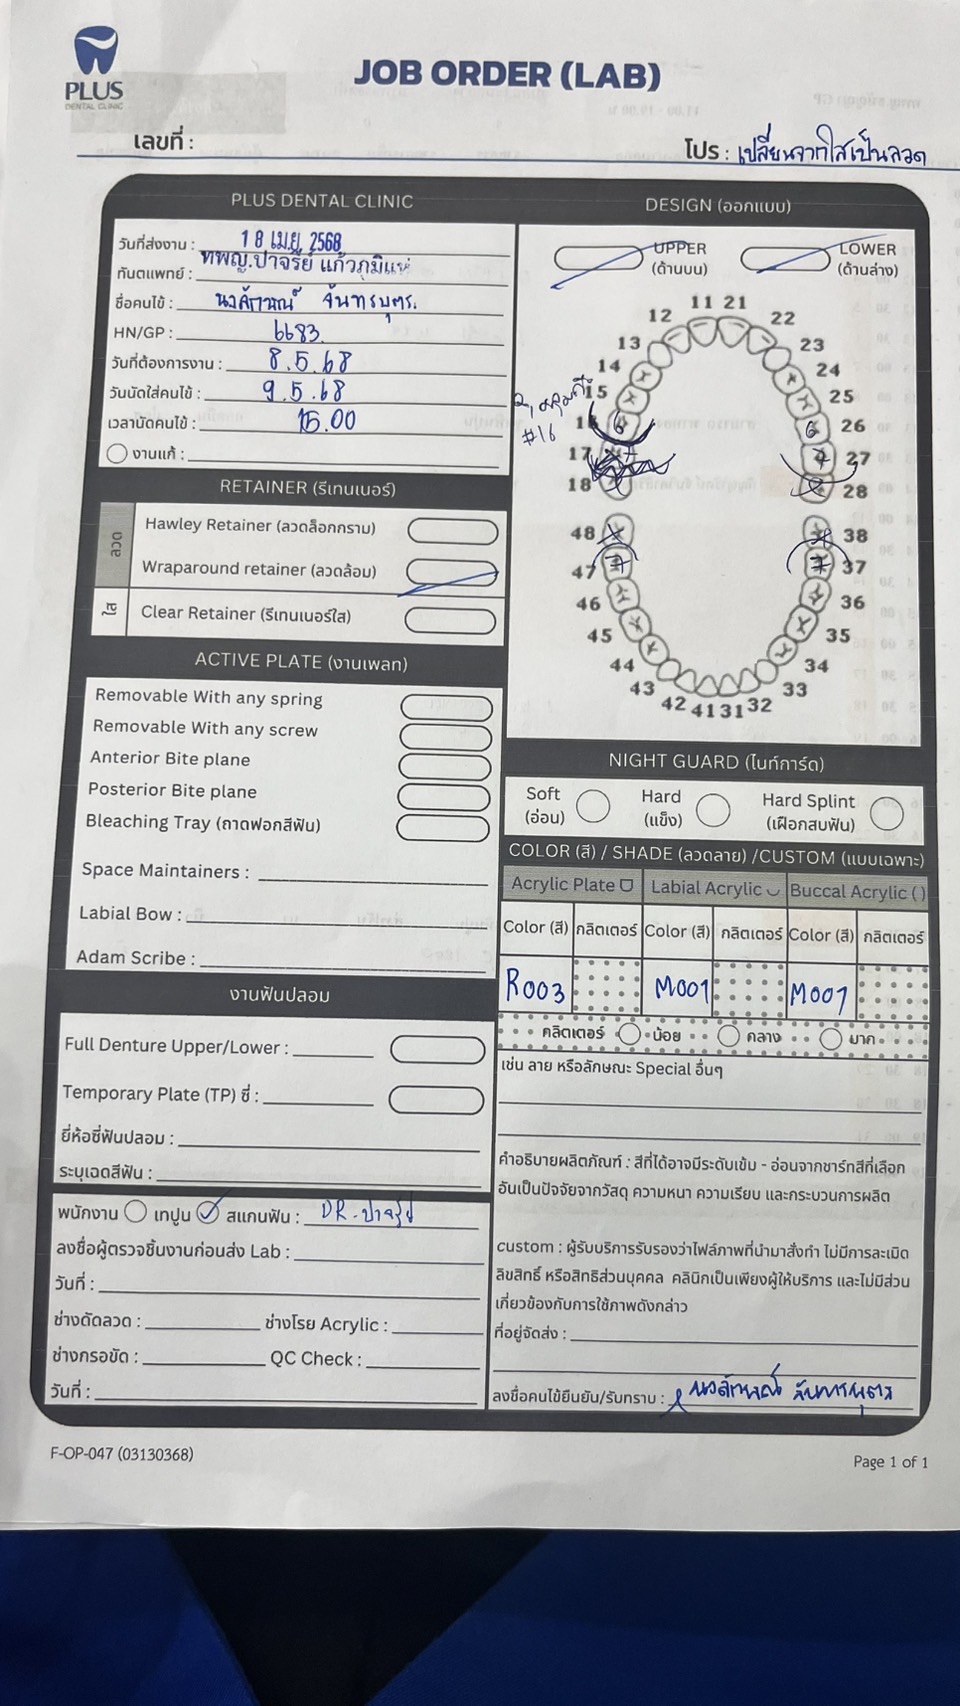 PLUS
DENTAL CLINIC
JOB ORDER (LAB)
เลขที่ :
โปร : เปลี่ยนจากใสเป็นลวด
PLUS DENTAL CLINIC
วันที่ส่งงาน : 18 เม.ย. 2568
ทันตแพทย์ : ทพญ.ปาจรีย์ แก้วภูมิแห่
ชื่อคนไข้ : นวลักษณ์ จันทรบุตร.
HN/GP : 6683.
วันที่ต้องการงาน : 8.5.68
วันนัดใส่คนไข้ : 9.5.68
เวลานัดคนไข้ : 15.00
งานแก้ :
RETAINER (รีเทนเนอร์)
ลวด
Hawley Retainer (ลวดล็อกกราม)
Wraparound retainer (ลวดล้อม)
ใส
Clear Retainer (รีเทนเนอร์ใส)
ACTIVE PLATE (งานเพลท)
Removable With any spring
Removable With any screw
Anterior Bite plane
Posterior Bite plane
Bleaching Tray (ถาดฟอกสีฟัน)
Space Maintainers :
Labial Bow :
Adam Scribe :
งานฟันปลอม
Full Denture Upper/Lower :
Temporary Plate (TP) ซี่ :
ยี่ห้อซี่ฟันปลอม :
ระบุเฉดสีฟัน :
พนักงาน เทปูน สแกนฟัน : DR. ปาจรีย์
ลงชื่อผู้ตรวจชิ้นงานก่อนส่ง Lab :
วันที่ :
ช่างดัดลวด : ช่างโรย Acrylic :
ช่างกรอขัด : QC Check :
วันที่ :
DESIGN (ออกแบบ)
UPPER LOWER
(ด้านบน) (ด้านล่าง)
11 21
12 22
13 23
14 24
15 25
16 6 6 26
#16
17 7 7 27
18 28
48 38
47 7 7 37
46 36
45 35
44 34
43 33
42 41 31 32
NIGHT GUARD (ไนท์การ์ด)
Soft Hard Hard Splint
(อ่อน) (แข็ง) (เฝือกสบฟัน)
COLOR (สี) / SHADE (ลวดลาย) /CUSTOM (แบบเฉพาะ)
Acrylic Plate Labial Acrylic Buccal Acrylic ( )
Color (สี) กลิตเตอร์ Color (สี) กลิตเตอร์ Color (สี) กลิตเตอร์
R003 M001 M001
กลิตเตอร์ น้อย กลาง มาก
เช่น ลาย หรือลักษณะ Special อื่นๆ
คำอธิบายผลิตภัณฑ์ : สีที่ได้อาจมีระดับเข้ม - อ่อนจากชาร์ทสีที่เลือก
อันเป็นปัจจัยจากวัสดุ ความหนา ความเรียบ และกระบวนการผลิต
custom : ผู้รับบริการรับรองว่าไฟล์ภาพที่นำมาสั่งทำ ไม่มีการละเมิด
ลิขสิทธิ์ หรือสิทธิส่วนบุคคล คลินิกเป็นเพียงผู้ให้บริการ และไม่มีส่วน
เกี่ยวข้องกับการใช้ภาพดังกล่าว
ที่อยู่จัดส่ง :
ลงชื่อคนไข้ยืนยัน/รับทราบ : นวลักษณ์ จันทรบุตร
F-OP-047 (03130368)
Page 1 of 1